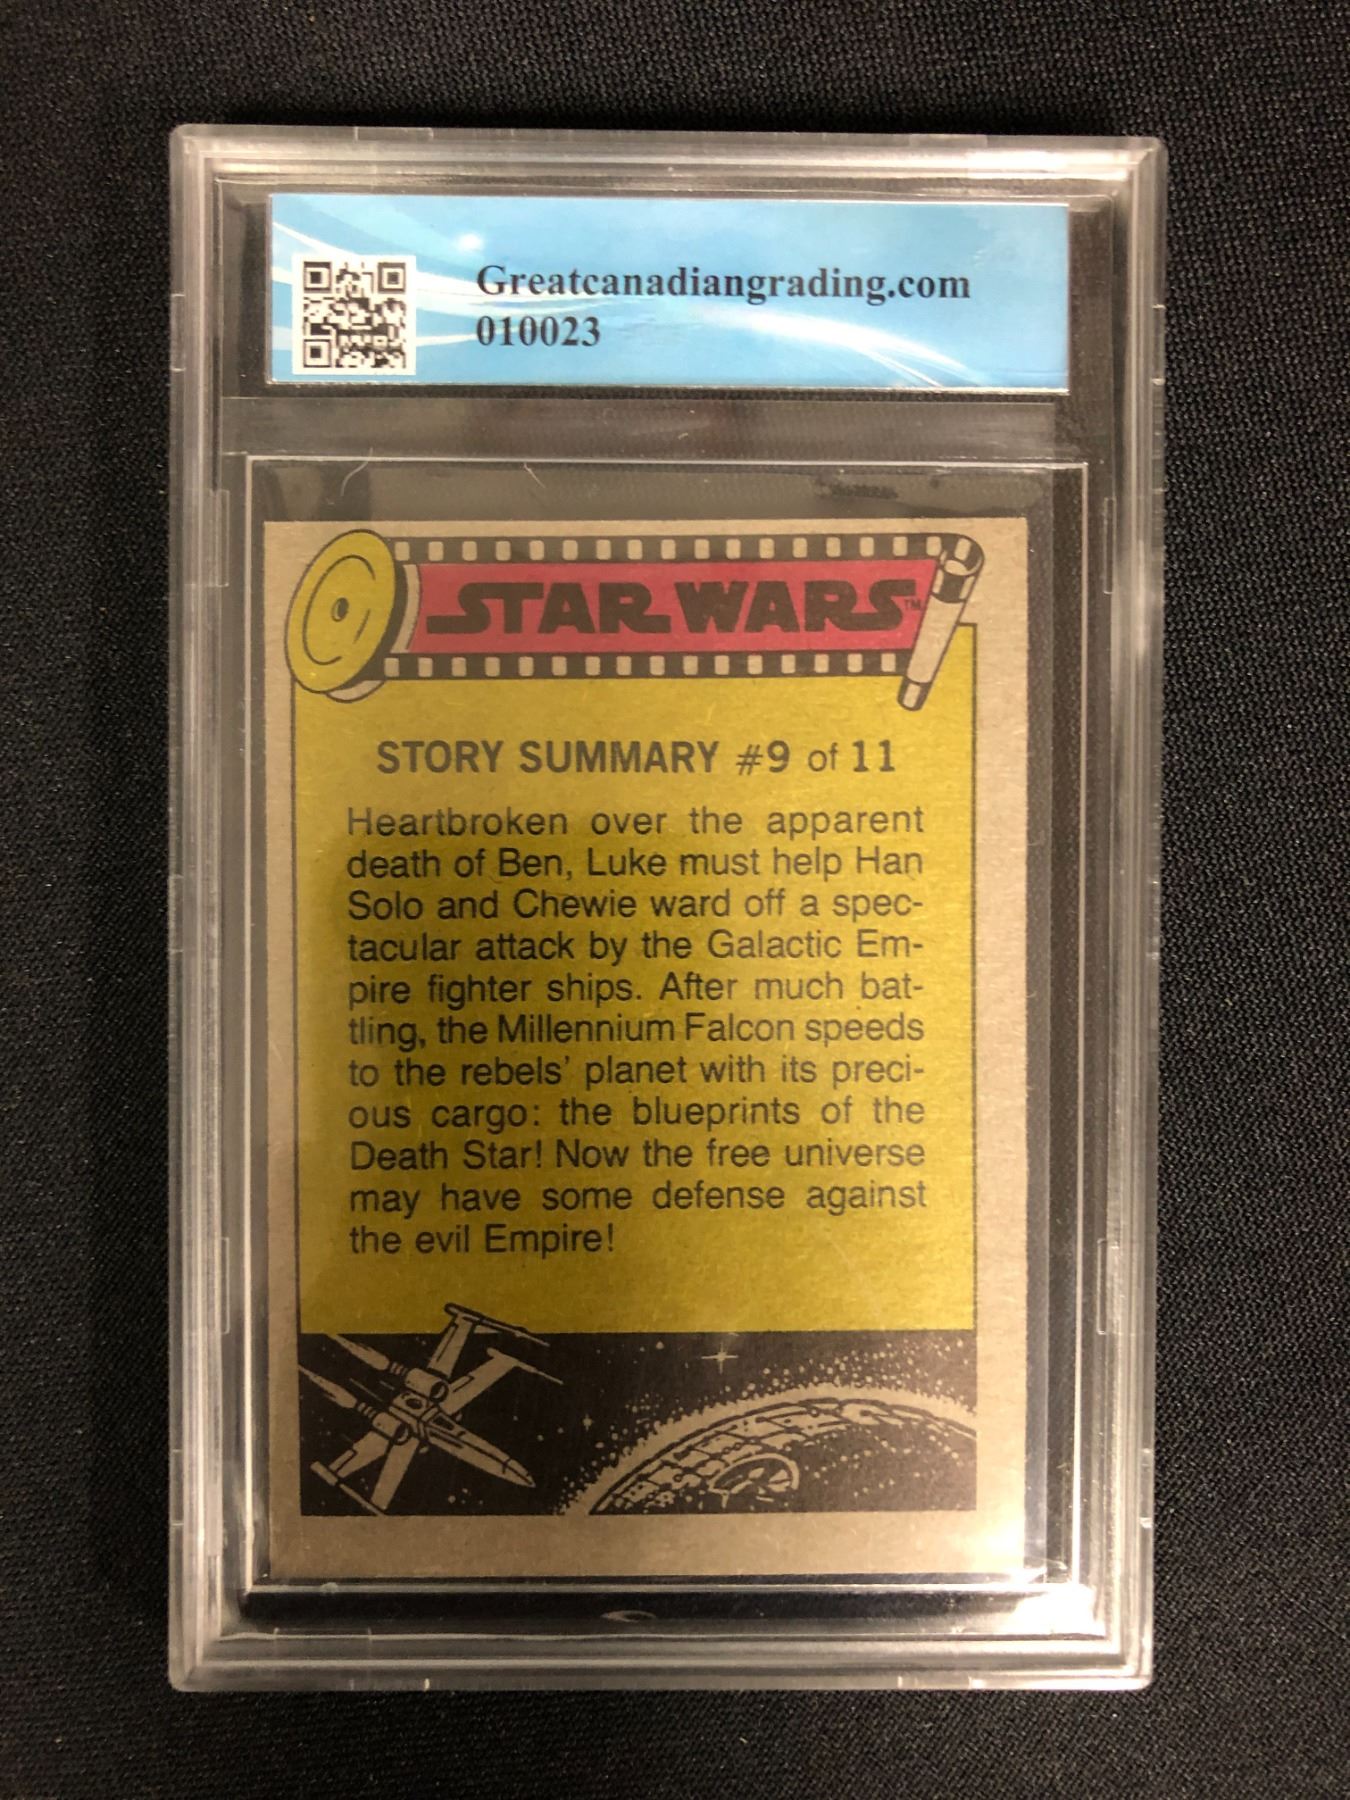 Greatcanadiangrading.com
010023
STAR WARS™
STORY SUMMARY #9 of 11
Heartbroken over the apparent
death of Ben, Luke must help Han
Solo and Chewie ward off a spec-
tacular attack by the Galactic Em-
pire fighter ships. After much bat-
tling, the Millennium Falcon speeds
to the rebels' planet with its preci-
ous cargo: the blueprints of the
Death Star! Now the free universe
may have some defense against
the evil Empire!